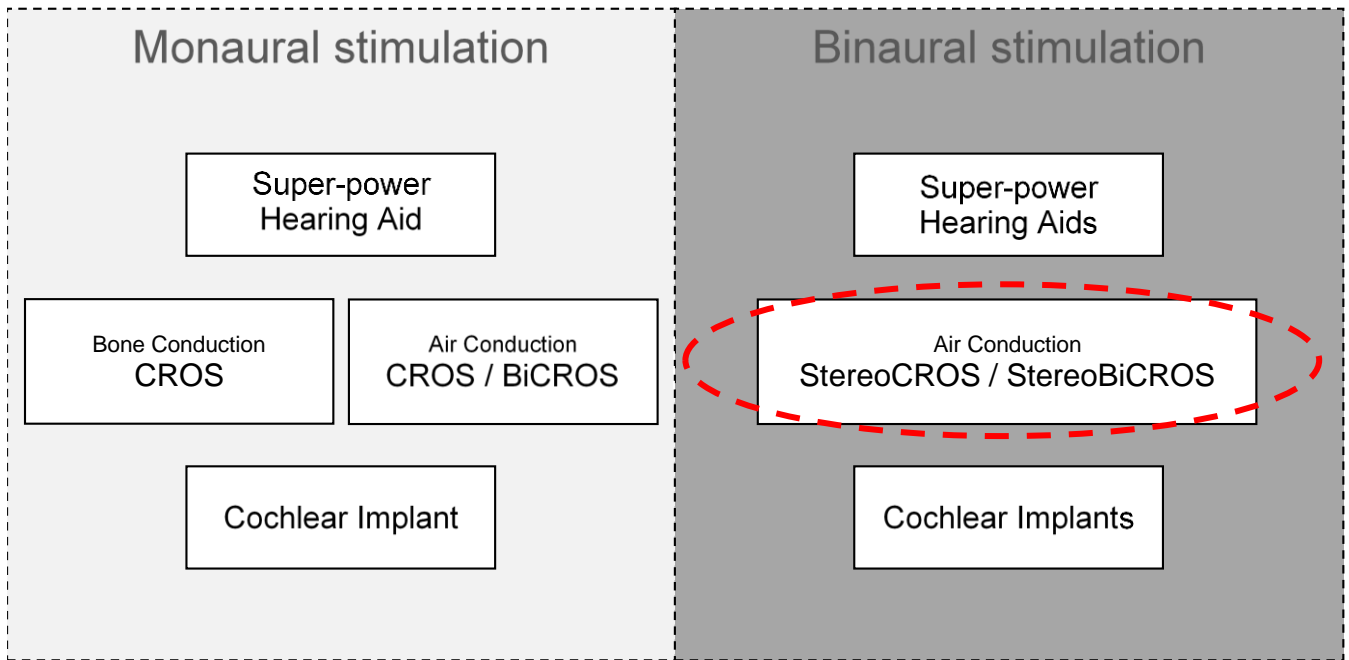 Monaural stimulation
Super-power
Hearing Aid
Bone Conduction
CROS
Air Conduction
CROS / BiCROS
Cochlear Implant
Binaural stimulation
Super-power
Hearing Aids
Air Conduction
StereoCROS / StereoBiCROS
Cochlear Implants